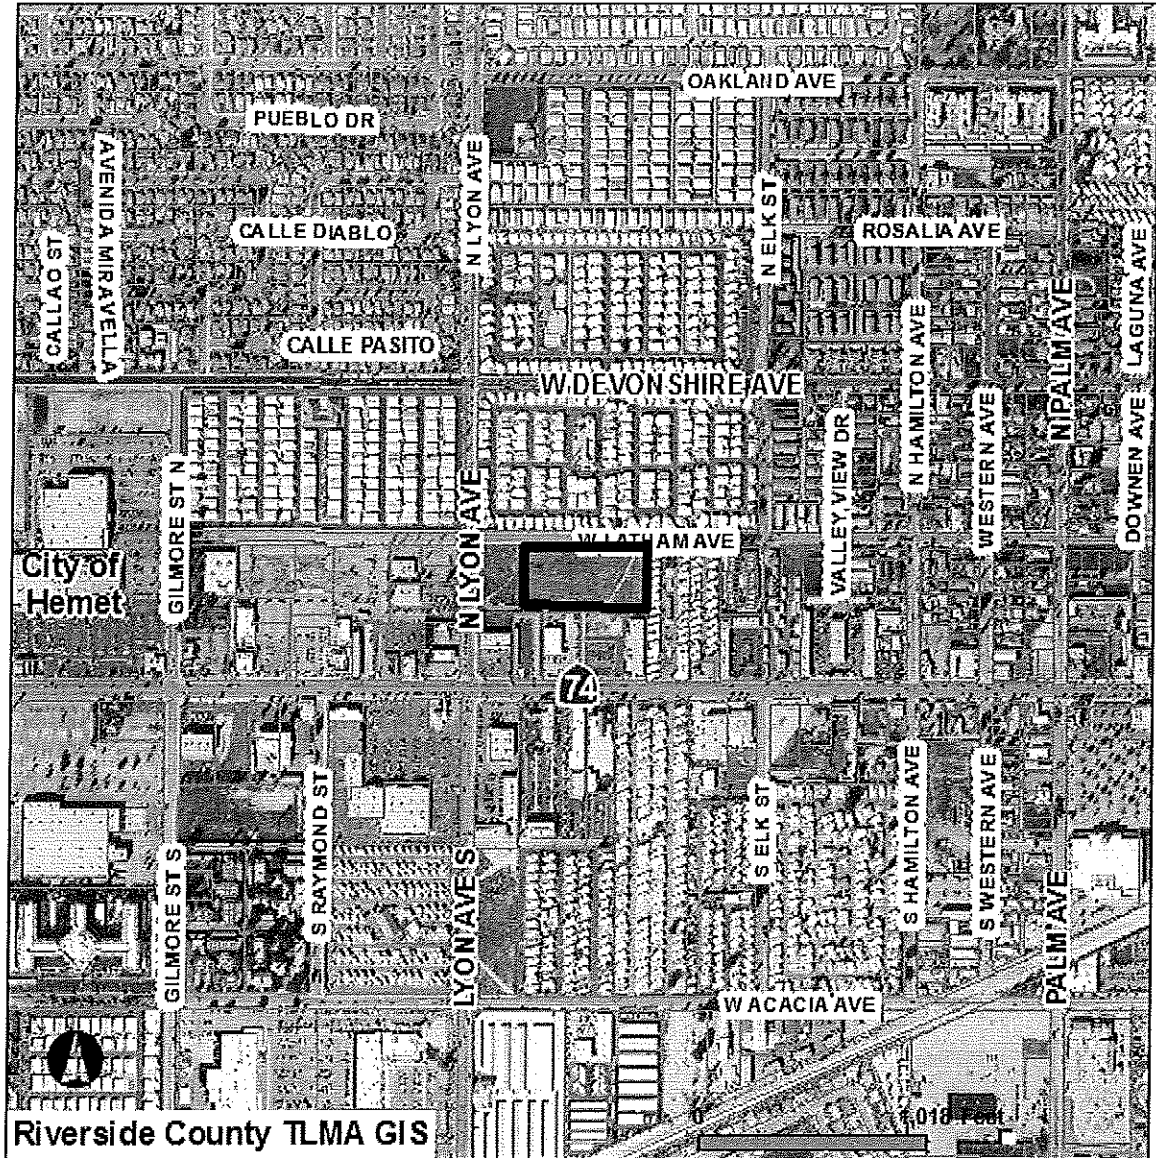 OAKLAND AVE
PUEBLO DR
AVENIDA MIRAVELLA
N LYON AVE
N ELK ST
CALLE DIABLO
ROSALIA AVE
CALLAO ST
LAGUNA AVE
CALLE PASITO
N HAMILTON AVE
N PALM AVE
W DEVONSHIRE AVE
VALLEY VIEW DR
WESTERN AVE
DOWNEN AVE
GILMORE ST N
N LYON AVE
W LATHAM AVE
City of
Hemet
74
S RAYMOND ST
S ELK ST
S HAMILTON AVE
S WESTERN AVE
GILMORE ST S
LYON AVE S
PALM AVE
W ACACIA AVE
0 1,018 Feet
Riverside County TLMA GIS